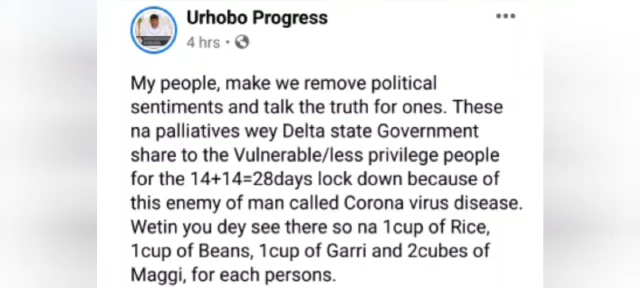 Urhobo Progress
4 hrs
My people, make we remove political
sentiments and talk the truth for ones. These
na palliatives wey Delta state Government
share to the Vulnerable/less privilege people
for the 14+14=28days lock down because of
this enemy of man called Corona virus disease.
Wetin you dey see there so na 1cup of Rice,
1cup of Beans, 1cup of Garri and 2cubes of
Maggi, for each persons.